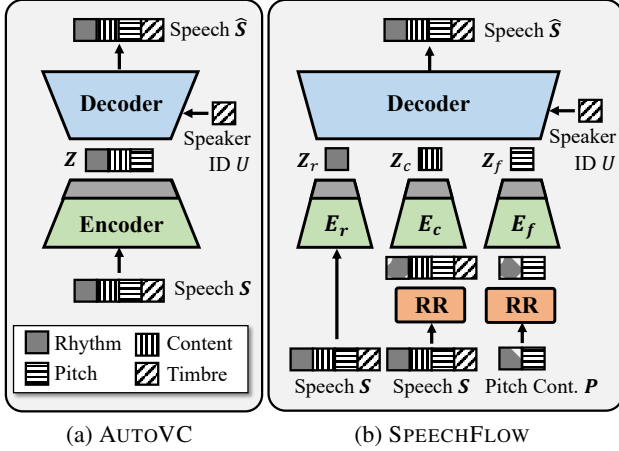 Speech Ŝ
Decoder
Speaker
ID U
Z
Encoder
Speech S
Rhythm
Content
Pitch
Timbre
(a) AUTOVC
Speech Ŝ
Decoder
Speaker
ID U
Z_r
Z_c
Z_f
E_r
E_c
E_f
RR
RR
Speech S
Speech S
Pitch Cont. P
(b) SPEECHFLOW